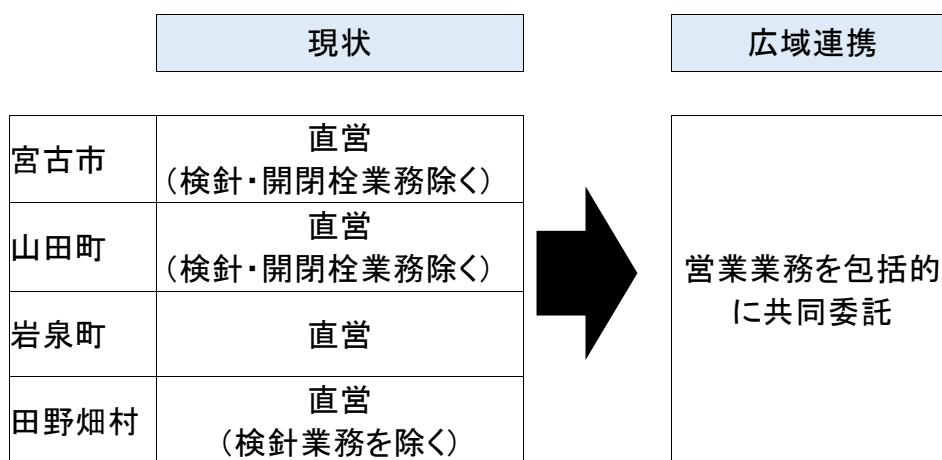 現状
広域連携
宮古市
直営
（検針・開閉栓業務除く）
山田町
直営
（検針・開閉栓業務除く）
岩泉町
直営
田野畑村
直営
（検針業務を除く）
営業業務を包括的
に共同委託